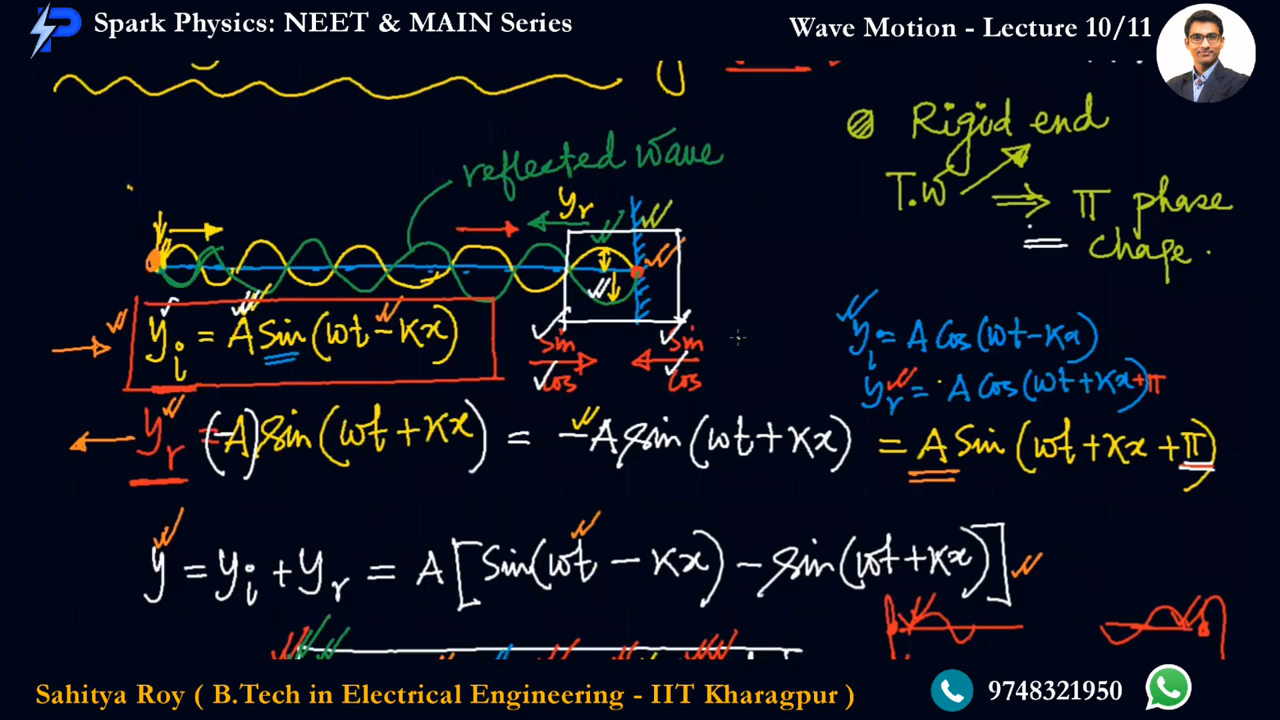 Spark Physics: NEET & MAIN Series
Wave Motion - Lecture 10/11
Rigid end
T.W ⇒ π phase
chage.
reflected wave
y_r
y_i = A Sin(ωt-Kx)
sin
cos
sin
cos
y_i = A Cos(ωt-Kx)
y_r = A Cos(ωt+Kx+π
y_r = (-A) sin(ωt+Kx) = -A sin(ωt+Kx) = A Sin(ωt+Kx+π)
y = y_i + y_r = A[Sin(ωt - Kx) - sin(ωt+Kx)]
Sahitya Roy ( B.Tech in Electrical Engineering - IIT Kharagpur )
9748321950